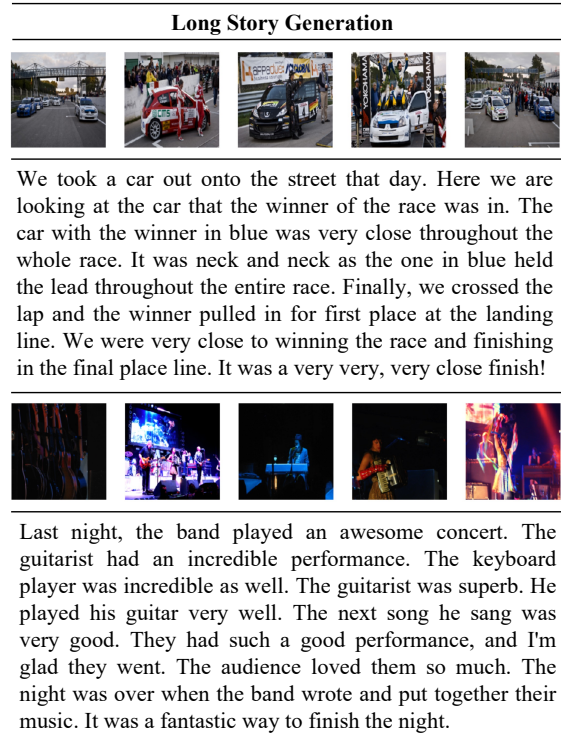 Long Story Generation
YOKOHAMA
YOKOHAMA
We took a car out onto the street that day. Here we are
looking at the car that the winner of the race was in. The
car with the winner in blue was very close throughout the
whole race. It was neck and neck as the one in blue held
the lead throughout the entire race. Finally, we crossed the
lap and the winner pulled in for first place at the landing
line. We were very close to winning the race and finishing
in the final place line. It was a very very, very close finish!
Last night, the band played an awesome concert. The
guitarist had an incredible performance. The keyboard
player was incredible as well. The guitarist was superb. He
played his guitar very well. The next song he sang was
very good. They had such a good performance, and I'm
glad they went. The audience loved them so much. The
night was over when the band wrote and put together their
music. It was a fantastic way to finish the night.